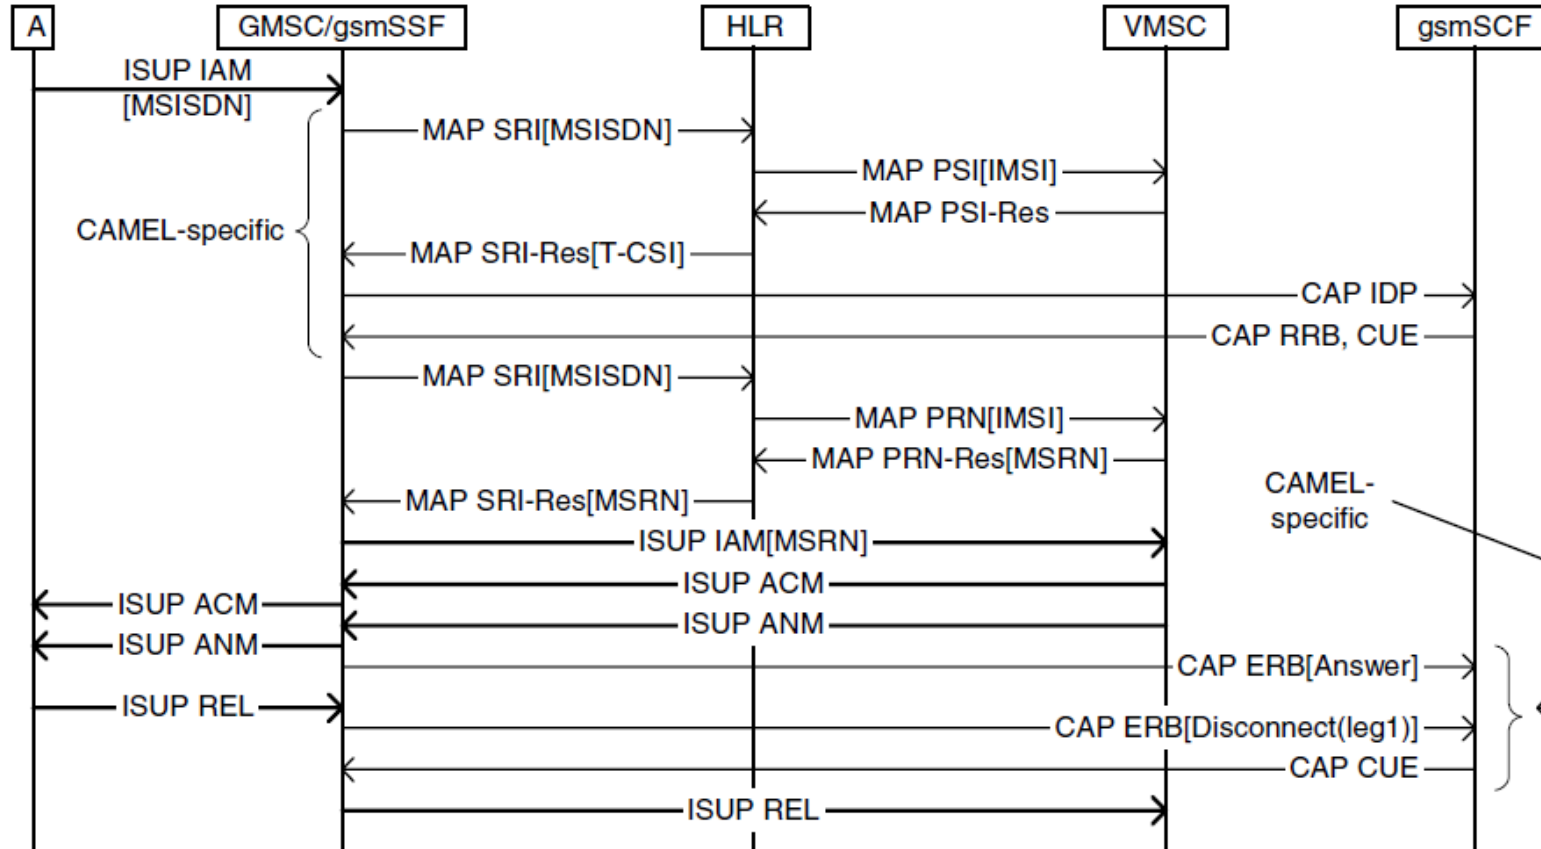 A
GMSC/gsmSSF
HLR
VMSC
gsmSCF
ISUP IAM
[MSISDN]
MAP SRI[MSISDN]
MAP PSI[IMSI]
MAP PSI-Res
CAMEL-specific
MAP SRI-Res[T-CSI]
CAP IDP
CAP RRB, CUE
MAP SRI[MSISDN]
MAP PRN[IMSI]
MAP PRN-Res[MSRN]
CAMEL-
specific
MAP SRI-Res[MSRN]
ISUP IAM[MSRN]
ISUP ACM
ISUP ACM
ISUP ANM
ISUP ANM
CAP ERB[Answer]
ISUP REL
CAP ERB[Disconnect(leg1)]
CAP CUE
ISUP REL